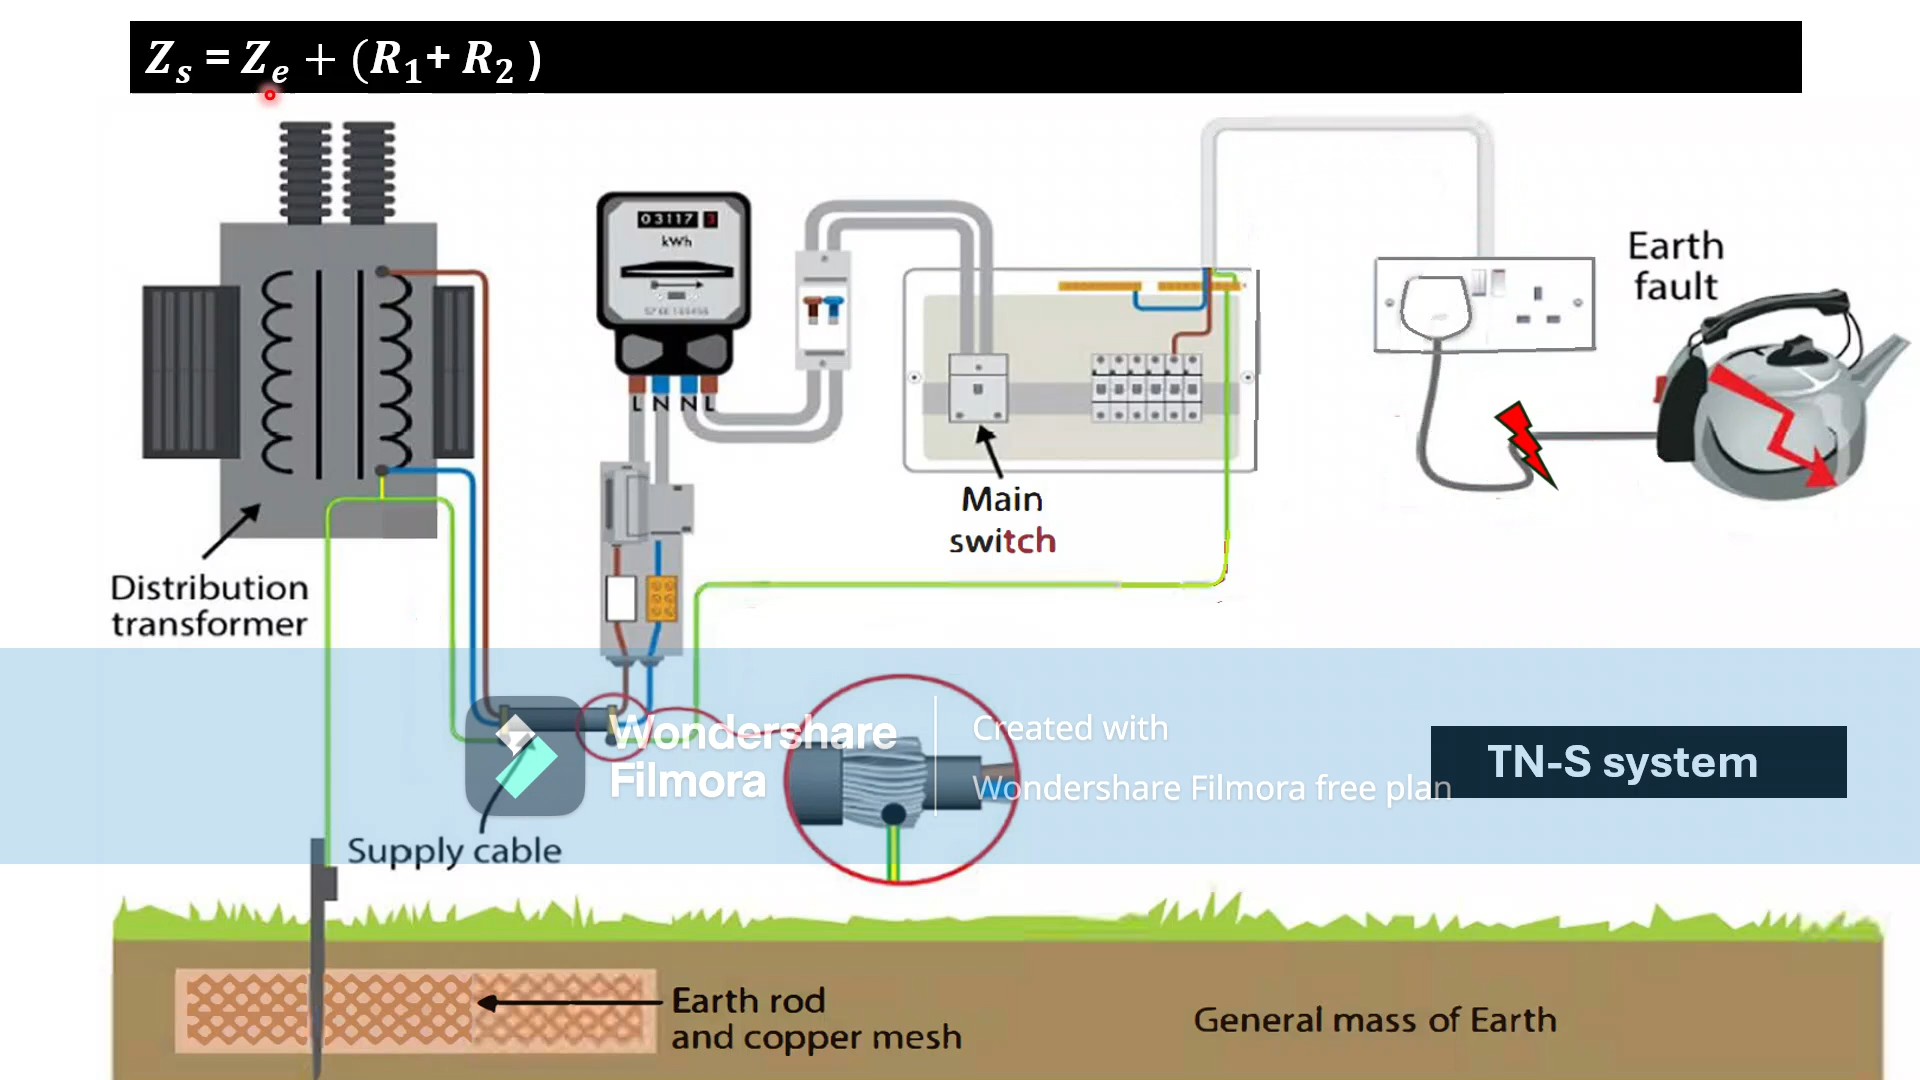 Zs = Ze + (R1+ R2 )
03117 3
kWh
L N N L
Earth
fault
Main
switch
Distribution
transformer
Wondershare
Filmora
Created with
Wondershare Filmora free plan
TN-S system
Supply cable
Earth rod
and copper mesh
General mass of Earth